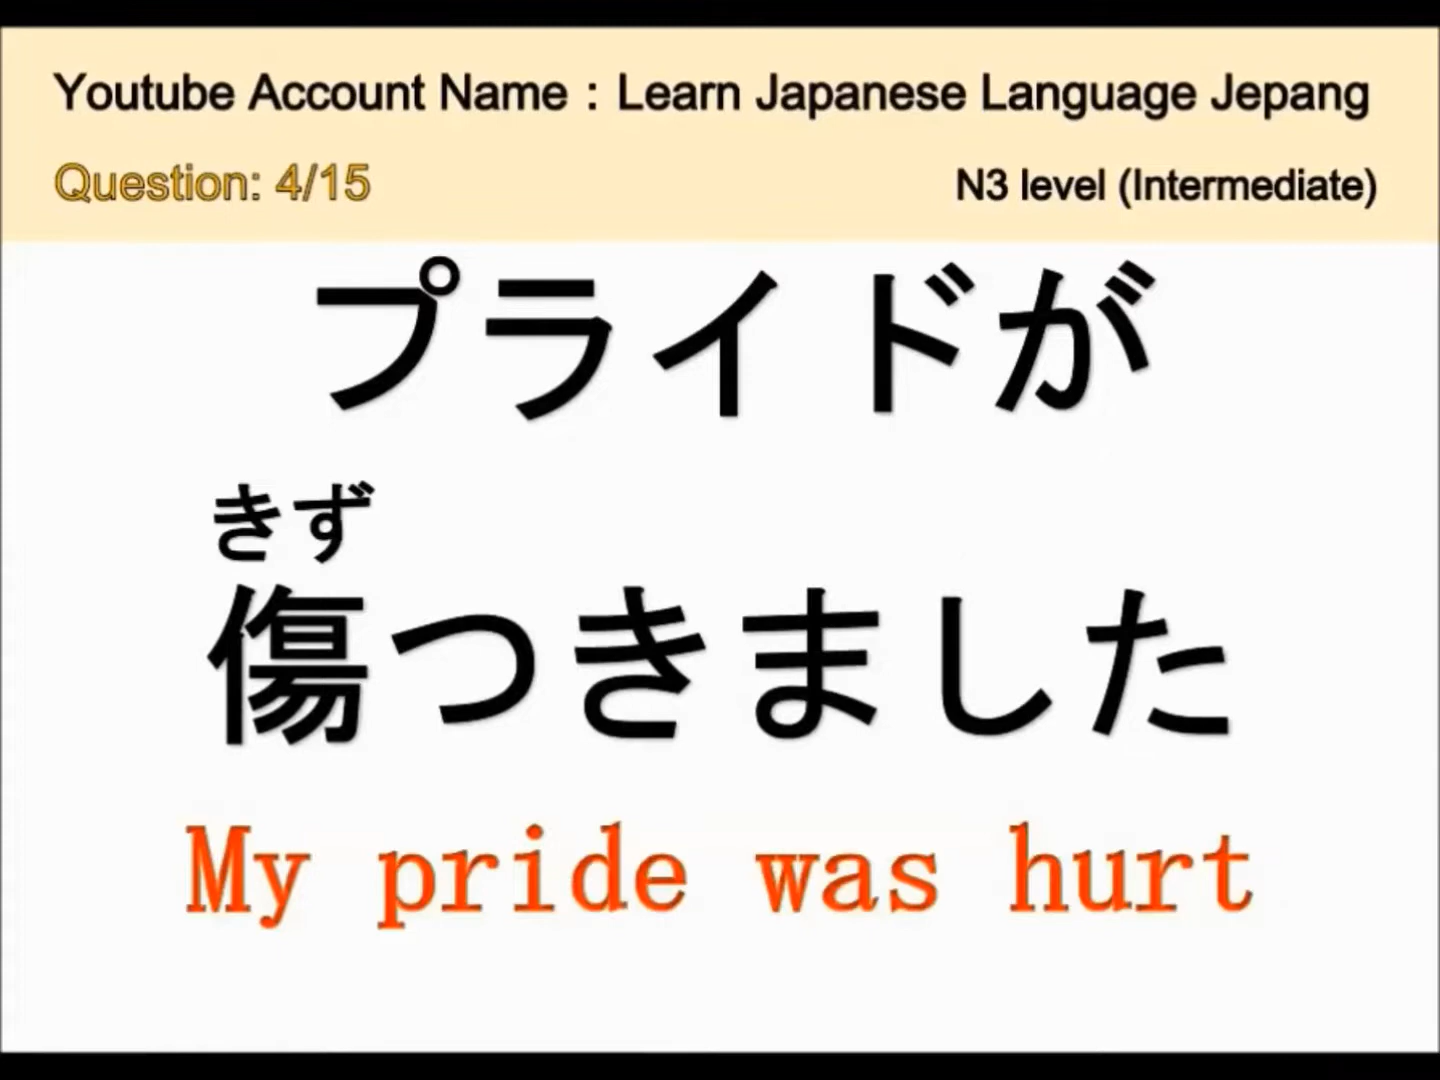 Youtube Account Name : Learn Japanese Language Jepang
Question: 4/15
N3 level (Intermediate)
プライドが
きず
傷つきました
My pride was hurt